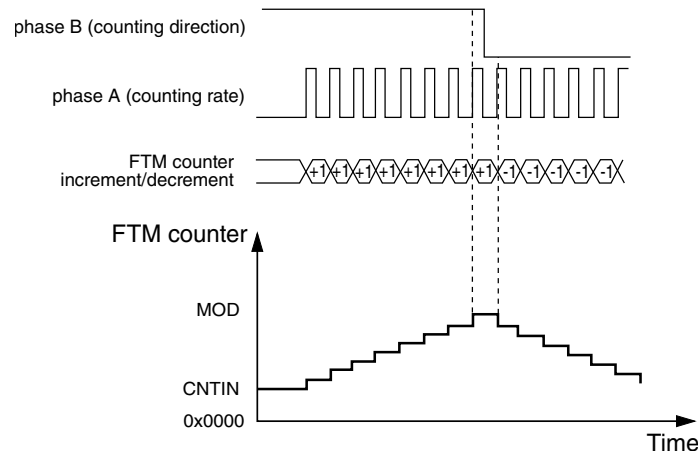 phase B (counting direction)
phase A (counting rate)
FTM counter
increment/decrement
+1 +1 +1 +1 +1 +1 +1 +1 -1 -1 -1 -1 -1
FTM counter
MOD
CNTIN
0x0000
Time